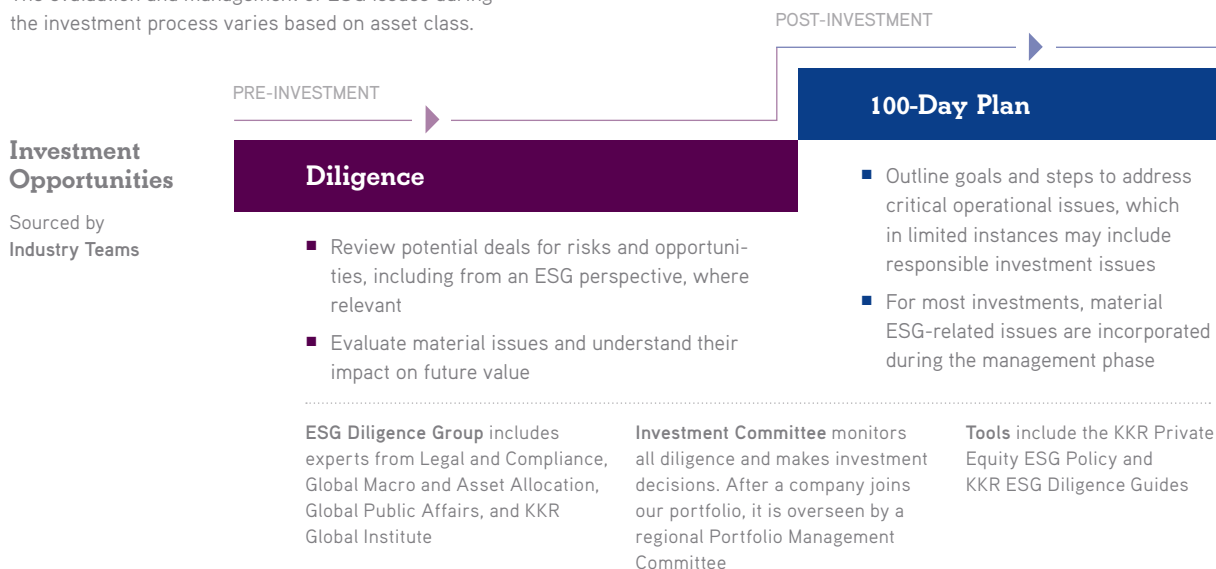 the investment process varies based on asset class.
POST-INVESTMENT
PRE-INVESTMENT
100-Day Plan
Investment
Opportunities
Sourced by
Industry Teams
Diligence
■ Review potential deals for risks and opportuni-
ties, including from an ESG perspective, where
relevant
■ Evaluate material issues and understand their
impact on future value
■ Outline goals and steps to address
critical operational issues, which
in limited instances may include
responsible investment issues
■ For most investments, material
ESG-related issues are incorporated
during the management phase
ESG Diligence Group includes
experts from Legal and Compliance,
Global Macro and Asset Allocation,
Global Public Affairs, and KKR
Global Institute
Investment Committee monitors
all diligence and makes investment
decisions. After a company joins
our portfolio, it is overseen by a
regional Portfolio Management
Committee
Tools include the KKR Private
Equity ESG Policy and
KKR ESG Diligence Guides